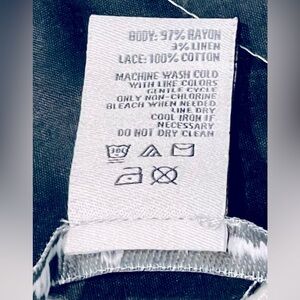 BODY: 97% RAYON
3% LINEN
LACE: 100% COTTON
MACHINE WASH COLD
WITH LIKE COLORS
GENTLE CYCLE
ONLY NON-CHLORINE
BLEACH WHEN NEEDED
LINE DRY
COOL IRON IF
NECESSARY
DO NOT DRY CLEAN